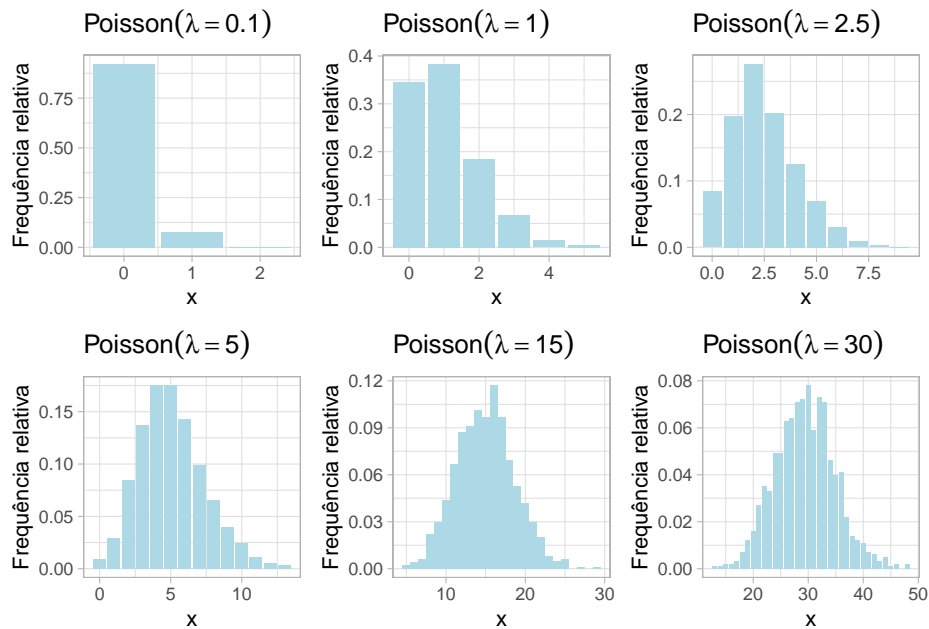 Poisson(λ = 0.1)
Frequência relativa
0.75
0.50
0.25
0.00
0 1 2
x
Poisson(λ = 1)
Frequência relativa
0.4
0.3
0.2
0.1
0.0
0 2 4
x
Poisson(λ = 2.5)
Frequência relativa
0.2
0.1
0.0
0.0 2.5 5.0 7.5
x
Poisson(λ = 5)
Frequência relativa
0.15
0.10
0.05
0.00
0 5 10
x
Poisson(λ = 15)
Frequência relativa
0.12
0.09
0.06
0.03
0.00
10 20 30
x
Poisson(λ = 30)
Frequência relativa
0.08
0.06
0.04
0.02
0.00
20 30 40 50
x